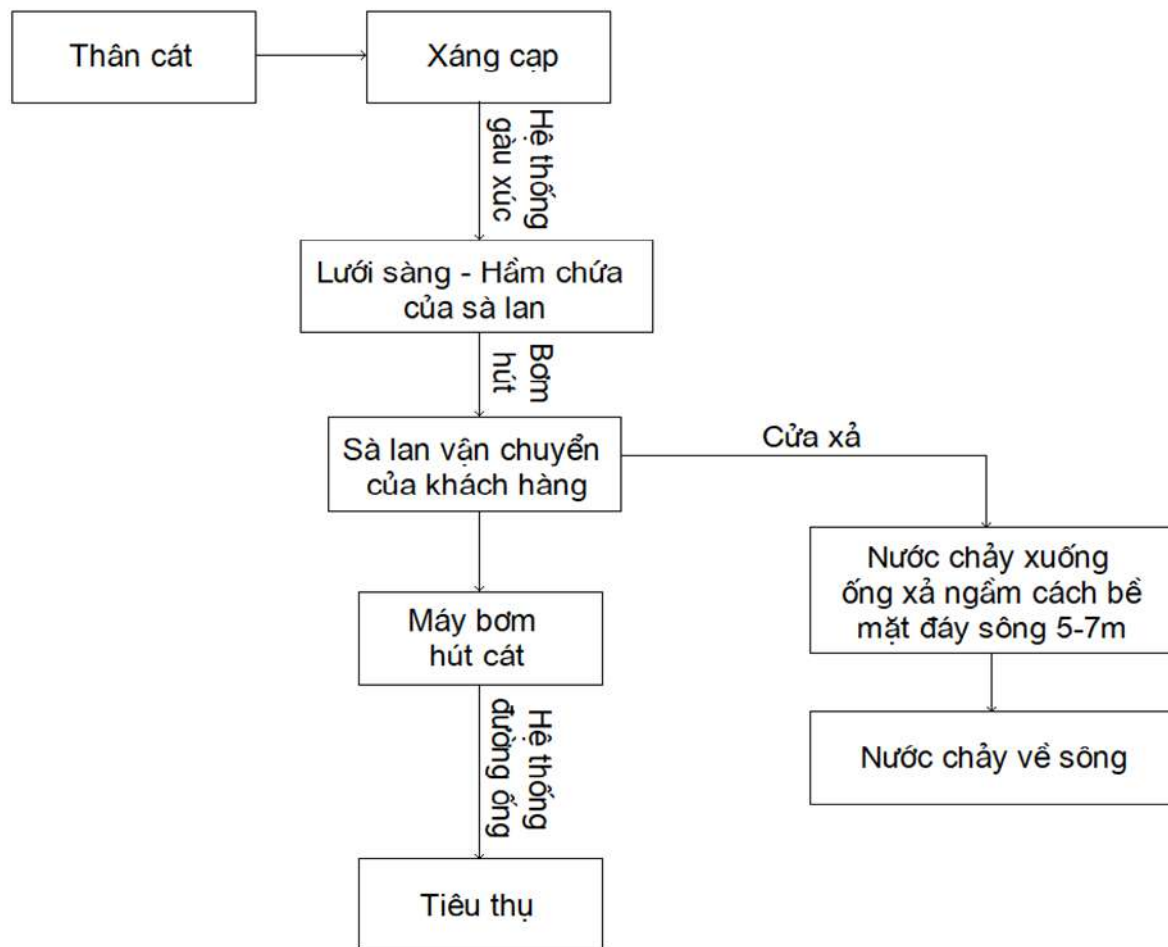 Thân cát
Xáng cạp
Hệ thống
gàu xúc
Lưới sàng - Hầm chứa
của sà lan
Bơm
hút
Sà lan vận chuyển
của khách hàng
Cửa xả
Nước chảy xuống
ống xả ngầm cách bề
mặt đáy sông 5-7m
Máy bơm
hút cát
Nước chảy về sông
Hệ thống
đường ống
Tiêu thụ